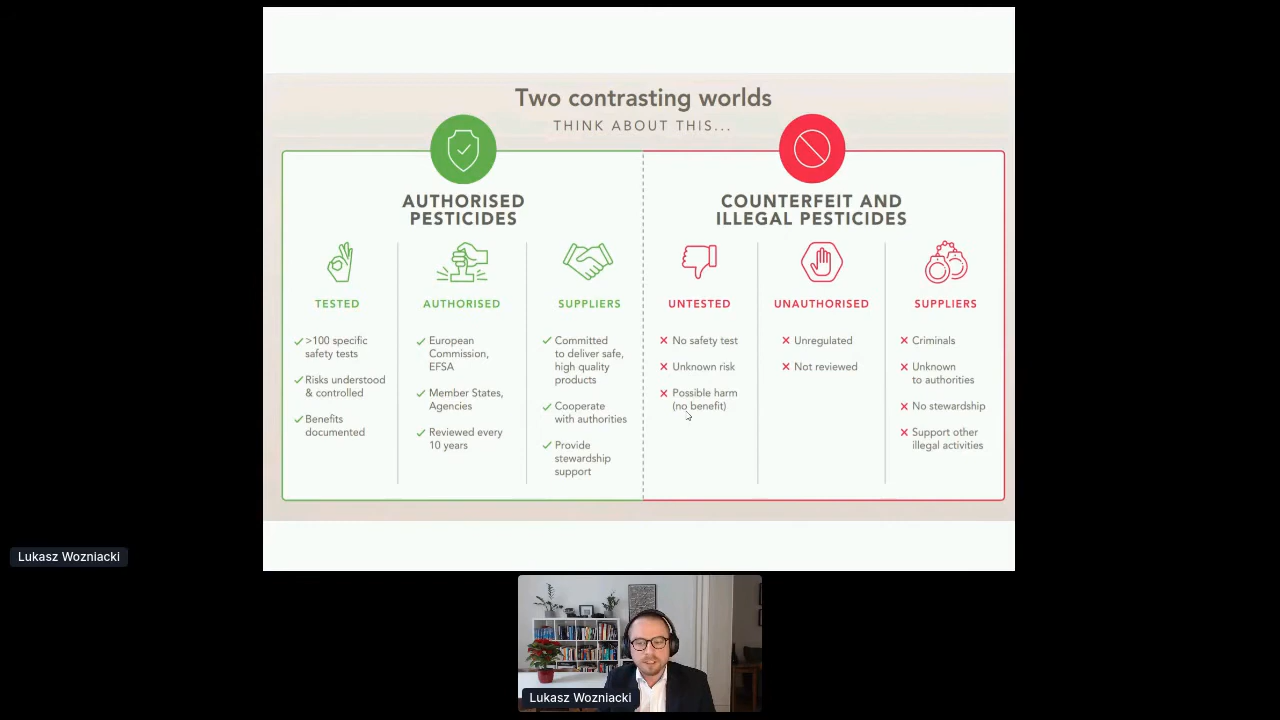 Two contrasting worlds
THINK ABOUT THIS...
AUTHORISED
PESTICIDES
TESTED
>100 specific
safety tests
Risks understood
& controlled
Benefits
documented
AUTHORISED
European
Commission,
EFSA
Member States,
Agencies
Reviewed every
10 years
SUPPLIERS
Committed
to deliver safe,
high quality
products
Cooperate
with authorities
Provide
stewardship
support
COUNTERFEIT AND
ILLEGAL PESTICIDES
UNTESTED
No safety test
Unknown risk
Possible harm
(no benefit)
UNAUTHORISED
Unregulated
Not reviewed
SUPPLIERS
Criminals
Unknown
to authorities
No stewardship
Support other
illegal activities
Lukasz Wozniacki
Lukasz Wozniacki